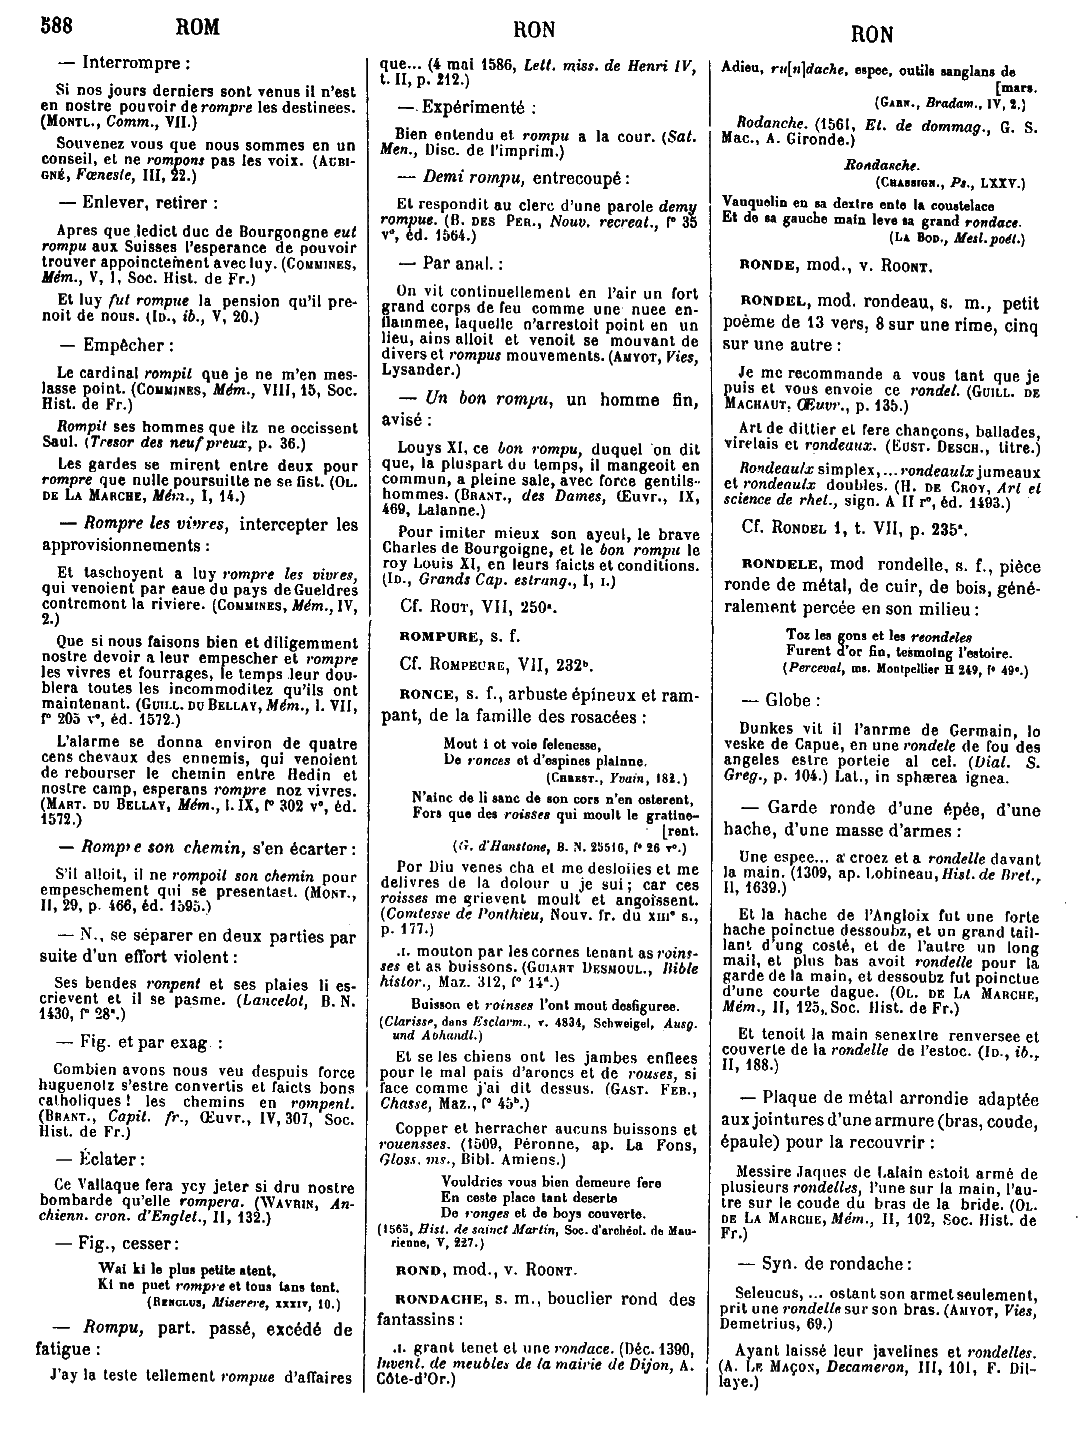 588 ROM
RON
RON
— Interrompre :
Si nos jours derniers sont venus il n'est
en nostre pouvoir de rompre les destinees.
(MONTL., Comm., VII.)
Souvenez vous que nous sommes en un
conseil, et ne rompons pas les voix. (AUBI-
GNÉ, Fœneste, III, 22.)
— Enlever, retirer :
Apres que ledict duc de Bourgongne eut
rompu aux Suisses l'esperance de pouvoir
trouver appoinctement avec luy. (COMMINES,
Mém., V, 1, Soc. Hist. de Fr.)
Et luy fut rompue la pension qu'il pre-
noit de nous. (ID., ib., V, 20.)
— Empêcher :
Le cardinal rompit que je ne m'en mes-
lasse point. (COMMINES, Mém., VIII, 15, Soc.
Hist. de Fr.)
Rompit ses hommes que ilz ne occissent
Saul. (Tresor des neuf preux, p. 36.)
Les gardes se mirent entre deux pour
rompre que nulle poursuitte ne se fist. (OL.
DE LA MARCHE, Mém., I, 14.)
— Rompre les vivres, intercepter les
approvisionnements :
Et taschoyent a luy rompre les vivres,
qui venoient par eaue du pays de Gueldres
contremont la riviere. (COMMINES, Mém., IV,
2.)
Que si nous faisons bien et diligemment
nostre devoir a leur empescher et rompre
les vivres et fourrages, le temps leur dou-
blera toutes les incommoditez qu'ils ont
maintenant. (GUILL. DU BELLAY, Mém., l. VII,
fº 205 vº, éd. 1572.)
L'alarme se donna environ de quatre
cens chevaux des ennemis, qui venoient
de rebourser le chemin entre Hedin et
nostre camp, esperans rompre noz vivres.
(MART. DU BELLAY, Mém., l. IX, fº 302 vº, éd.
1572.)
— Rompre son chemin, s'en écarter :
S'il alloit, il ne rompoit son chemin pour
empeschement qui se presentast. (MONT.,
II, 29, p. 466, éd. 1595.)
— N., se séparer en deux parties par
suite d'un effort violent :
Ses bendes ronpent et ses plaies li es-
crievent et il se pasme. (Lancelot, B. N.
1430, fº 28ª.)
— Fig. et par exag. :
Combien avons nous veu despuis force
huguenotz s'estre convertis et faicts bons
catholiques ! les chemins en rompent.
(BRANT., Capit. fr., Œuvr., IV, 307, Soc.
Hist. de Fr.)
— Éclater :
Ce Vallaque fera ycy jeter si dru nostre
bombarde qu'elle rompera. (WAVRIN, An-
chienn. cron. d'Englet., II, 132.)
— Fig., cesser :
Wai ki le plus petite atent,
Ki ne puet rompre et tous tans tent.
(RENCLUS, Miserere, XXXIV, 10.)
— Rompu, part. passé, excédé de
fatigue :
J'ay la teste tellement rompue d'affaires
que... (4 mai 1586, Lett. miss. de Henri IV,
t. II, p. 212.)
— Expérimenté :
Bien entendu et rompu a la cour. (Sat.
Men., Disc. de l'imprim.)
— Demi rompu, entrecoupé :
Et respondit au clerc d'une parole demy
rompue. (B. DES PER., Nouv. recreat., fº 35
vº, éd. 1564.)
— Par anal. :
On vit continuellement en l'air un fort
grand corps de feu comme une nuee en-
flammee, laquelle n'arrestoit point en un
lieu, ains alloit et venoit se mouvant de
divers et rompus mouvements. (AMYOT, Vies,
Lysander.)
— Un bon rompu, un homme fin,
avisé :
Louys XI, ce bon rompu, duquel on dit
que, la pluspart du temps, il mangeoit en
commun, a pleine sale, avec force gentils-
hommes. (BRANT., des Dames, Œuvr., IX,
469, Lalanne.)
Pour imiter mieux son ayeul, le brave
Charles de Bourgoigne, et le bon rompu le
roy Louis XI, en leurs faicts et conditions.
(ID., Grands Cap. estrang., I, I.)
Cf. ROUT, VII, 250ª.
ROMPURE, s. f.
Cf. ROMPEURE, VII, 232ᵇ.
RONCE, s. f., arbuste épineux et ram-
pant, de la famille des rosacées :
Mout i ot voie felenesse,
De ronces et d'espines plainne.
(CHREST., Yvain, 182.)
N'ainc de li sanc de son cors n'en osterent,
Fors que des roisses qui moult le gratine-
[rent.
(G. d'Hanstone, B. N. 25516, fº 26 rº.)
Por Diu venes cha et me desloiies et me
delivres de la dolour u je sui ; car ces
roisses me grievent moult et angoissent.
(Comtesse de Ponthieu, Nouv. fr. du XIIIᵉ s.,
p. 177.)
.I. mouton par les cornes tenant as roins-
ses et as buissons. (GUIART DESMOUL., Bible
histor., Maz. 312, fº 14ᵈ.)
Buisson et roinses l'ont mout desfiguree.
(Clarisse, dans Esclarm., v. 4834, Schweigel, Ausg.
und Abhandl.)
Et se les chiens ont les jambes enflees
pour le mal pais d'aroncs et de rouses, si
face comme j'ai dit dessus. (GAST. FEB.,
Chasse, Maz., fº 45ᵇ.)
Copper et herracher aucuns buissons et
rouensses. (1509, Péronne, ap. La Fons,
Gloss. ms., Bibl. Amiens.)
Vouldries vous bien demeure fere
En ceste place tant deserte
De ronges et de boys couverte.
(1565, Hist. de sainct Martin, Soc. d'archéol. de Mau-
rienne, V, 227.)
ROND, mod., v. ROONT.
RONDACHE, s. m., bouclier rond des
fantassins :
.I. grant tenet et une rondace. (Déc. 1390,
Invent. de meubles de la mairie de Dijon, A.
Côte-d'Or.)
Adieu, ru[n]dache, espee, outils sanglans de
[mars.
(GARN., Bradam., IV, 2.)
Rodanche. (1561, Et. de dommag., G. S.
Mac., A. Gironde.)
Rondasche.
(CHASSIGN., Ps., LXXV.)
Vauquelin en sa dextre ente la coustelace
Et de sa gauche main leve sa grand rondace.
(LA BOD., Mesl. poét.)
RONDE, mod., v. ROONT.
RONDEL, mod. rondeau, s. m., petit
poème de 13 vers, 8 sur une rime, cinq
sur une autre :
Je me recommande a vous tant que je
puis et vous envoie ce rondel. (GUILL. DE
MACHAUT, Œuvr., p. 135.)
Art de dittier et fere chançons, ballades,
virelais et rondeaux. (EUST. DESCH., titre.)
Rondeaulx simplex, ... rondeaulx jumeaux
et rondeaulx doubles. (H. DE CROY, Art et
science de rhet., sign. A II rº, éd. 1493.)
Cf. RONDEL 1, t. VII, p. 235ª.
RONDELE, mod rondelle, s. f., pièce
ronde de métal, de cuir, de bois, géné-
ralement percée en son milieu :
Toz les gons et les reondeles
Furent d'or fin, tesmoing l'estoire.
(Perceval, ms. Montpellier H 249, fº 49ª.)
— Globe :
Dunkes vit il l'anrme de Germain, lo
veske de Capue, en une rondele de fou des
angeles estre porteie al cel. (Dial. S.
Greg., p. 104.) Lat., in sphærea ignea.
— Garde ronde d'une épée, d'une
hache, d'une masse d'armes :
Une espee... a croez et a rondelle davant
la main. (1309, ap. Lobineau, Hist. de Bret.,
II, 1639.)
Et la hache de l'Angloix fut une forte
hache poinctue dessoubz, et un grand tail-
lant d'ung costé, et de l'autre un long
mail, et plus bas avoit rondelle pour la
garde de la main, et dessoubz fut poinctue
d'une courte dague. (OL. DE LA MARCHE,
Mém., II, 125, Soc. Hist. de Fr.)
Et tenoit la main senextre renversee et
couverte de la rondelle de l'estoc. (ID., ib.,
II, 188.)
— Plaque de métal arrondie adaptée
aux jointures d'une armure (bras, coude,
épaule) pour la recouvrir :
Messire Jaques de Lalain estoit armé de
plusieurs rondelles, l'une sur la main, l'au-
tre sur le coude du bras de la bride. (OL.
DE LA MARCHE, Mém., II, 102, Soc. Hist. de
Fr.)
— Syn. de rondache :
Seleucus, ... ostant son armet seulement,
prit une rondelle sur son bras. (AMYOT, Vies,
Demetrius, 69.)
Ayant laissé leur javelines et rondelles.
(A. LE MAÇON, Decameron, III, 101, F. Dil-
laye.)